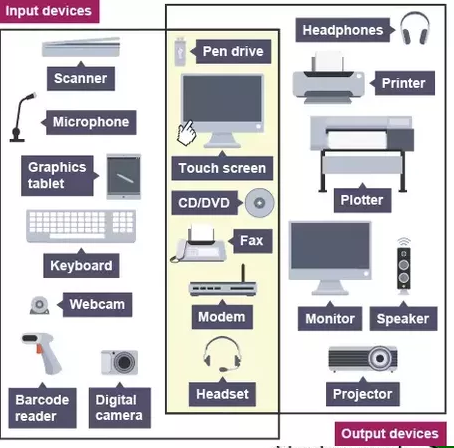 Input devices
Scanner
Microphone
Graphics
tablet
Keyboard
Webcam
Barcode
reader
Digital
camera
Pen drive
Touch screen
CD/DVD
Fax
Modem
Headset
Headphones
Printer
Plotter
Monitor
Speaker
Projector
Output devices